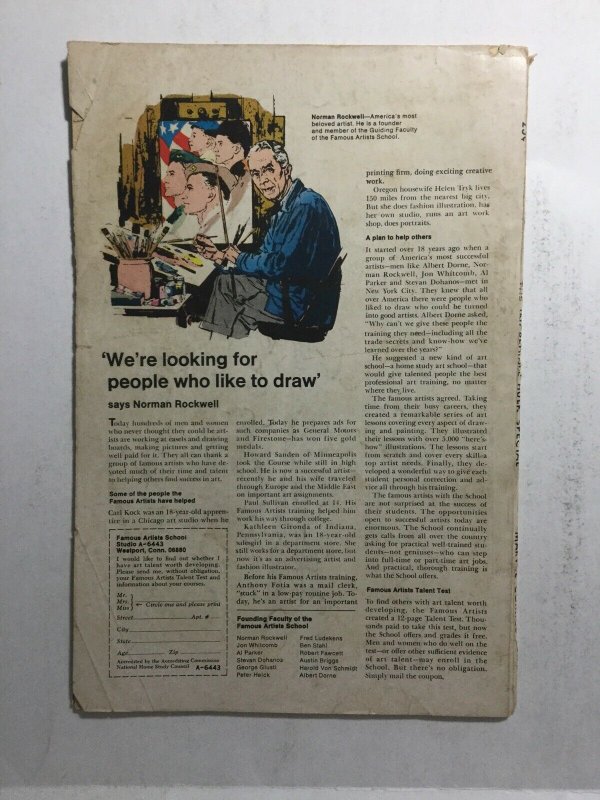 Norman Rockwell—America's most
beloved artist. He is a founder
and member of the Guiding Faculty
of the Famous Artists School.
'We're looking for
people who like to draw'
says Norman Rockwell
Today hundreds of men and women
who never thought they could be art-
ists are working at easels and drawing
boards, making pictures and getting
well paid for it. They all can thank a
group of famous artists who have de-
voted much of their time and talent
to helping others find success in art.
Some of the people the
Famous Artists have helped
Carl Kock was an 18-year-old appren-
tice in a Chicago art studio when he
Famous Artists School
Studio A-6443
Westport, Conn. 06880
I would like to find out whether I
have art talent worth developing.
Please send me, without obligation,
your Famous Artists Talent Test and
information about your courses.
Mr.
Mrs.
Miss
Circle one and please print
Street Apt. #
City
State
Age Zip
Accredited by the Accrediting Commission
National Home Study Council A-6443
enrolled. Today he prepares ads for
such companies as General Motors
and Firestone—has won five gold
medals.
Howard Sanden of Minneapolis
took the Course while still in high
school. He is now a successful artist—
recently he and his wife traveled
through Europe and the Middle East
on important art assignments.
Paul Sullivan enrolled at 14. His
Famous Artists training helped him
work his way through college.
Kathleen Gironda of Indiana,
Pennsylvania, was an 18-year-old
salesgirl in a department store. She
still works for a department store, but
now it's as an advertising artist and
fashion illustrator.
Before his Famous Artists training,
Anthony Fotia was a mail clerk,
"stuck" in a low-pay routine job. To-
day, he's an artist for an important
Founding Faculty of the
Famous Artists School
Norman Rockwell
Jon Whitcomb
Al Parker
Stevan Dohanos
George Giusti
Peter Helck
Fred Ludekens
Ben Stahl
Robert Fawcett
Austin Briggs
Harold Von Schmidt
Albert Dorne
printing firm, doing exciting creative
work.
Oregon housewife Helen Tryk lives
150 miles from the nearest big city.
But she does fashion illustration, has
her own studio, runs an art work
shop, does portraits.
A plan to help others
It started over 18 years ago when a
group of America's most successful
artists—men like Albert Dorne, Nor-
man Rockwell, Jon Whitcomb, Al
Parker and Stevan Dohanos—met in
New York City. They knew that all
over America there were people who
liked to draw who could be turned
into good artists. Albert Dorne asked,
"Why can't we give these people the
training they need—including all the
trade secrets and know-how we've
learned over the years?"
He suggested a new kind of art
school—a home study art school—that
would give talented people the best
professional art training, no matter
where they live.
The famous artists agreed. Taking
time from their busy careers, they
created a remarkable series of art
lessons covering every aspect of draw-
ing and painting. They illustrated
their lessons with over 5,000 "here's-
how" illustrations. The lessons start
from scratch and cover every skill a
top artist needs. Finally, they de-
veloped a wonderful way to give each
student personal correction and ad-
vice all through his training.
The famous artists with the School
are not surprised at the success of
their students. The opportunities
open to successful artists today are
enormous. The School continually
gets calls from all over the country
asking for practical well-trained stu-
dents—not geniuses—who can step
into full-time or part-time art jobs.
And practical, thorough training is
what the School offers.
Famous Artists Talent Test
To find others with art talent worth
developing, the Famous Artists
created a 12-page Talent Test. Thou-
sands paid to take this test, but now
the School offers and grades it free.
Men and women who do well on the
test—or offer other sufficient evidence
of art talent—may enroll in the
School. But there's no obligation.
Simply mail the coupon.